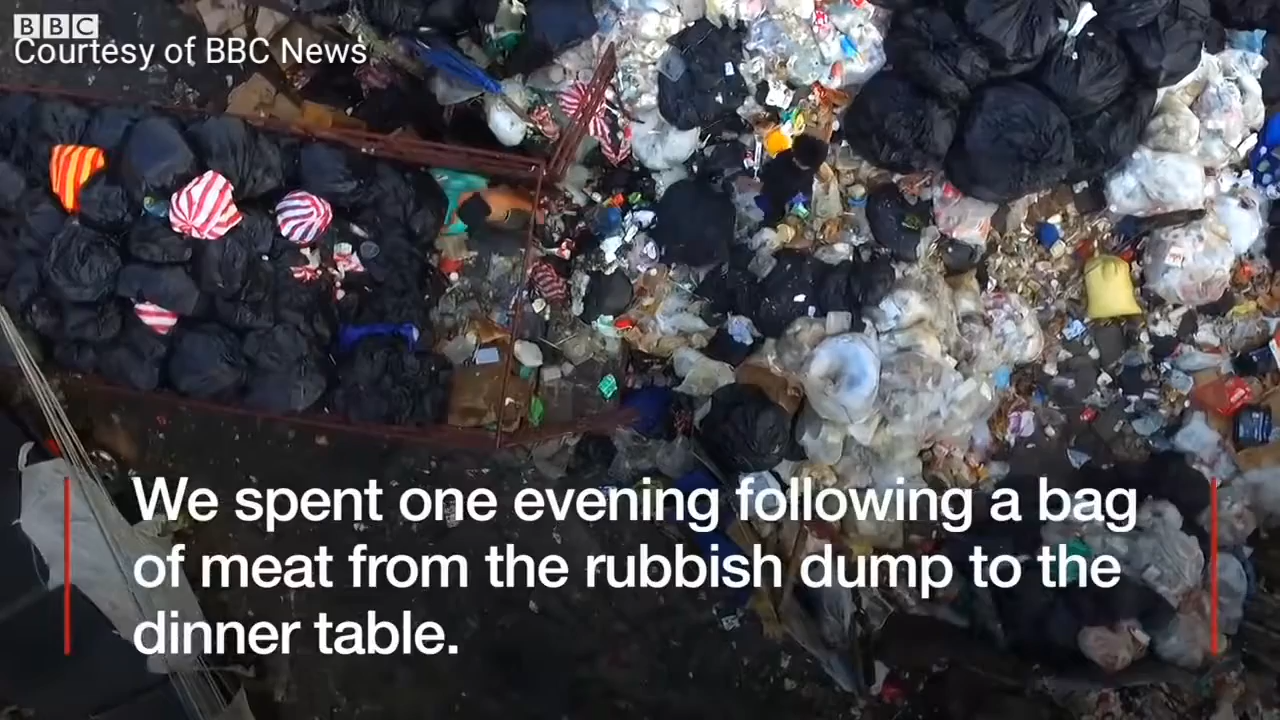 BBC
Courtesy of BBC News
We spent one evening following a bag
of meat from the rubbish dump to the
dinner table.